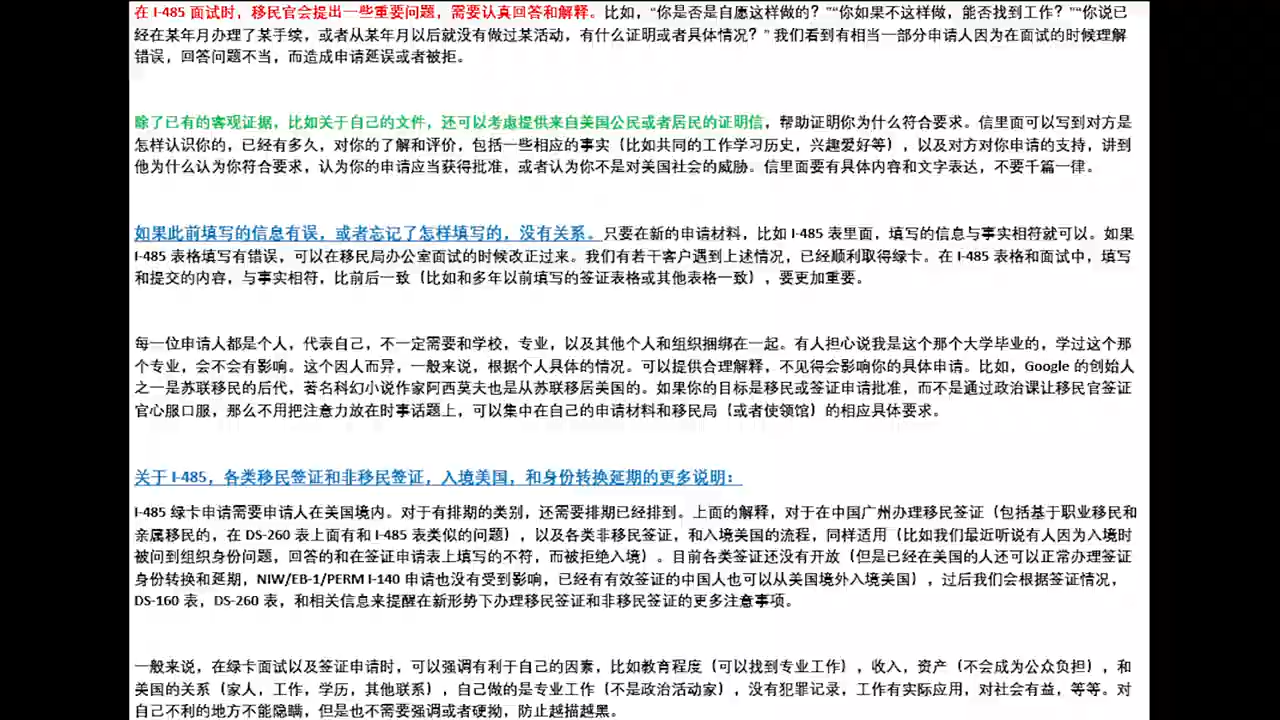 在 I-485 面试时，移民官会提出一些重要问题，需要认真回答和解释。比如，“你是否是自愿这样做的？”“你如果不这样做，能否找到工作？”“你说已
经在某年月办理了某手续，或者从某年月以后就没有做过某活动，有什么证明或者具体情况？”我们看到有相当一部分申请人因为在面试的时候理解
错误，回答问题不当，而造成申请延误或者被拒。
除了已有的客观证据，比如关于自己的文件，还可以考虑提供来自美国公民或者居民的证明信，帮助证明你为什么符合要求。信里面可以写到对方是
怎样认识你的，已经有多久，对你的了解和评价，包括一些相应的事实（比如共同的工作学习历史，兴趣爱好等），以及对方对你申请的支持，讲到
他为什么认为你符合要求，认为你的申请应当获得批准，或者认为你不是对美国社会的威胁。信里面要有具体内容和文字表达，不要千篇一律。
如果此前填写的信息有误，或者忘记了怎样填写的，没有关系。只要在新的申请材料，比如 I-485 表里面，填写的信息与事实相符就可以。如果
I-485 表格填写有错误，可以在移民局办公室面试的时候改正过来。我们有若干客户遇到上述情况，已经顺利取得绿卡。在 I-485 表格和面试中，填写
和提交的内容，与事实相符，比前后一致（比如和多年以前填写的签证表格或其他表格一致），要更加重要。
每一位申请人都是个人，代表自己，不一定需要和学校，专业，以及其他个人和组织捆绑在一起。有人担心说我是这个那个大学毕业的，学过这个那
个专业，会不会有影响。这个因人而异，一般来说，根据个人具体的情况。可以提供合理解释，不见得会影响你的具体申请。比如，Google 的创始人
之一是苏联移民的后代，著名科幻小说作家阿西莫夫也是从苏联移居美国的。如果你的目标是移民或签证申请批准，而不是通过政治课让移民官签证
官心服口服，那么不用把注意力放在时事话题上，可以集中在自己的申请材料和移民局（或者使领馆）的相应具体要求。
关于 I-485，各类移民签证和非移民签证，入境美国，和身份转换延期的更多说明：
I-485 绿卡申请需要申请人在美国境内。对于有排期的类别，还需要排期已经排到。上面的解释，对于在中国广州办理移民签证（包括基于职业移民和
亲属移民的，在 DS-260 表上面有和 I-485 表类似的问题），以及各类非移民签证，和入境美国的流程，同样适用（比如我们最近听说有人因为入境时
被问到组织身份问题，回答的和在签证申请表上填写的不符，而被拒绝入境）。目前各类签证还没有开放（但是已经在美国的人还可以正常办理签证
身份转换和延期，NIW/EB-1/PERM I-140 申请也没有受到影响，已经有有效签证的中国人也可以从美国境外入境美国），过后我们会根据签证情况，
DS-160 表，DS-260 表，和相关信息来提醒在新形势下办理移民签证和非移民签证的更多注意事项。
一般来说，在绿卡面试以及签证申请时，可以强调有利于自己的因素，比如教育程度（可以找到专业工作），收入，资产（不会成为公众负担），和
美国的关系（家人，工作，学历，其他联系），自己做的是专业工作（不是政治活动家），没有犯罪记录，工作有实际应用，对社会有益，等等。对
自己不利的地方不能隐瞒，但是也不需要强调或者硬拗，防止越描越黑。